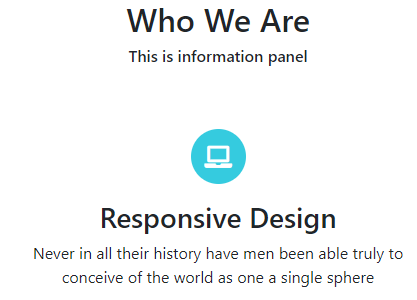 Who We Are
This is information panel
Responsive Design
Never in all their history have men been able truly to
conceive of the world as one a single sphere